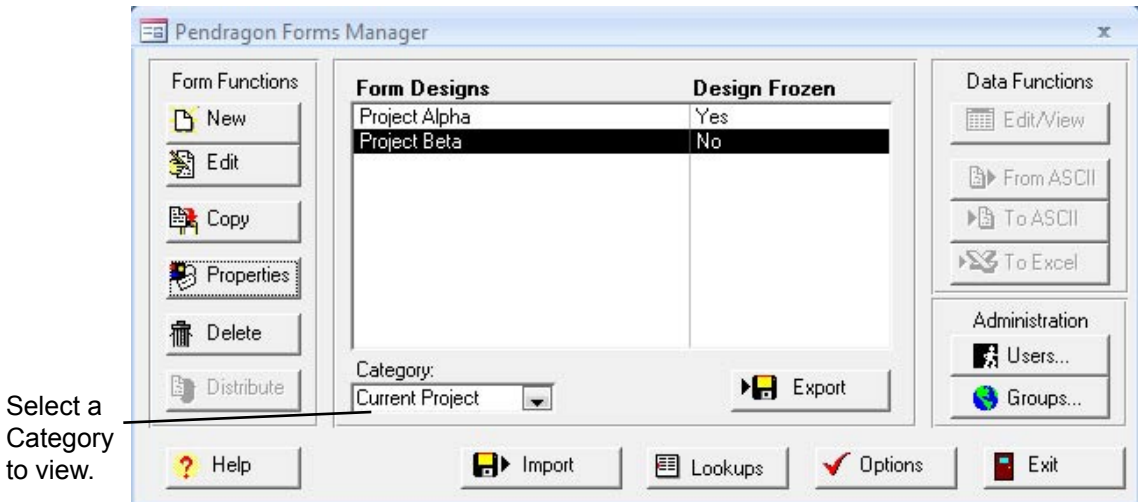 Pendragon Forms Manager
x
Form Functions
New
Edit
Copy
Properties
Delete
Distribute
Form Designs Design Frozen
Project Alpha Yes
Project Beta No
Category:
Current Project
Export
Data Functions
Edit/View
From ASCII
To ASCII
To Excel
Administration
Users...
Groups...
Select a
Category
to view.
Help
Import
Lookups
Options
Exit